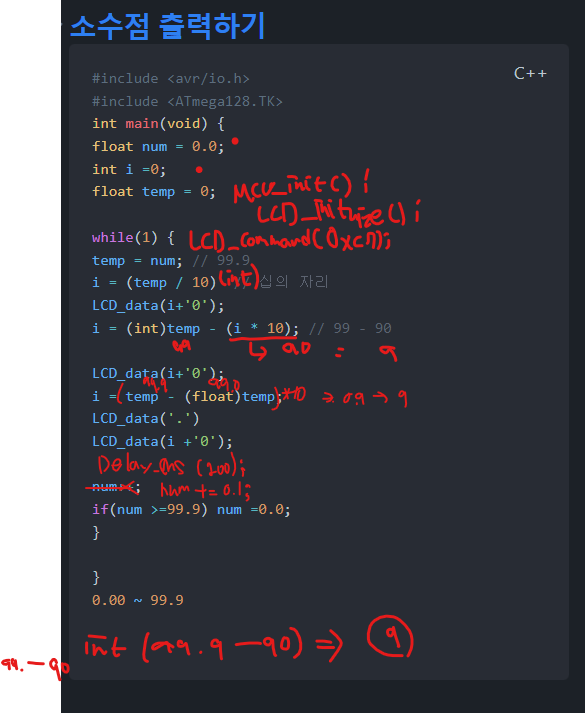 소수점 출력하기
C++
#include <avr/io.h>
#include <ATmega128.TK>
int main(void) {
float num = 0.0;
int i =0;
float temp = 0;
MCU_init();
LCD_initialize();
while(1) {
LCD_command(0xc0);
temp = num; // 99.9
i = (temp / 10) (int) // 십의 자리
LCD_data(i+'0');
i = (int)temp - (i * 10); // 99 - 90
99 ↳ 90 = 9
LCD_data(i+'0');
99.9 99.0
i =(temp - (float)temp;)*10 → 0.9 → 9
LCD_data('.')
LCD_data(i +'0');
Delay_ms (200);
num+=0.1;
if(num >=99.9) num =0.0;
}
}
0.00 ~ 99.9
int (99.9 - 90) ⇒ 9
99. - 90